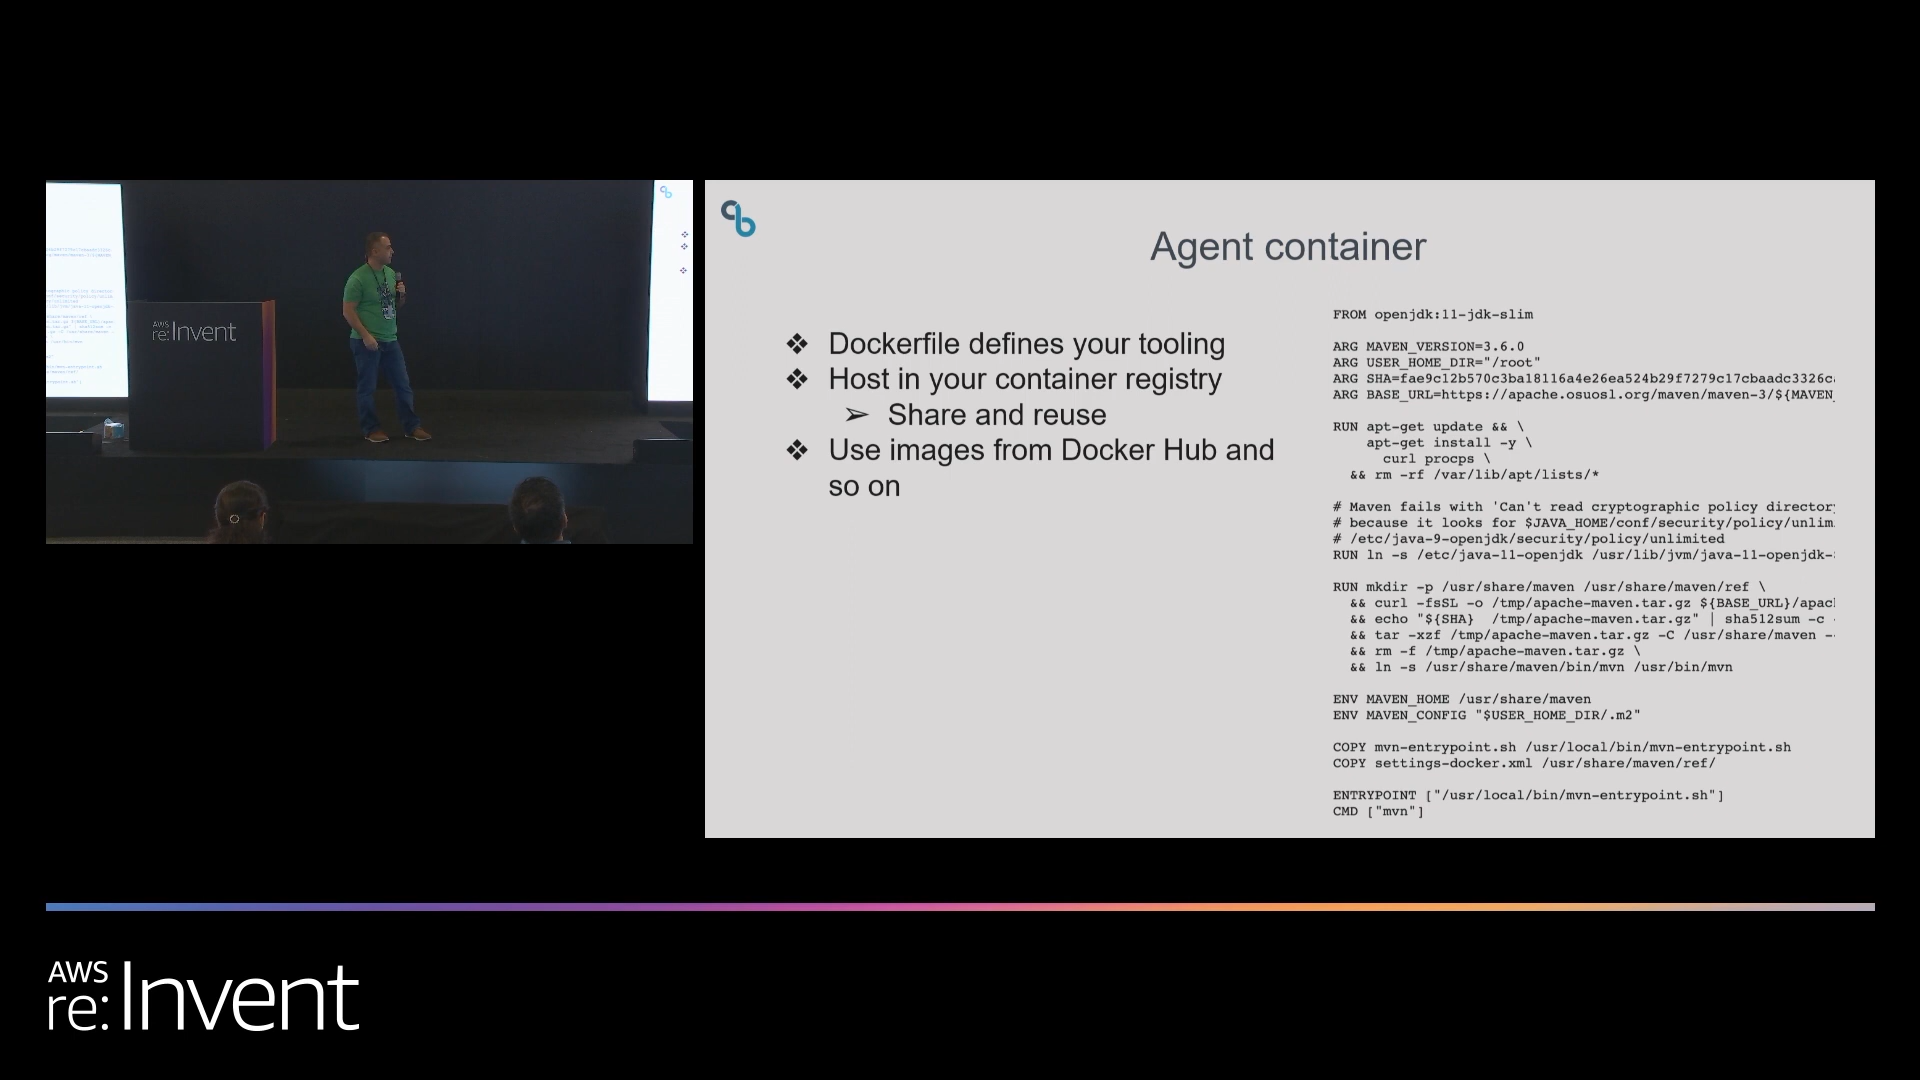 AWS
re:Invent
Agent container
❖ Dockerfile defines your tooling
❖ Host in your container registry
➢ Share and reuse
❖ Use images from Docker Hub and
so on
FROM openjdk:11-jdk-slim
ARG MAVEN_VERSION=3.6.0
ARG USER_HOME_DIR="/root"
ARG SHA=fae9c12b570c3ba18116a4e26ea524b29f7279c17cbaadc3326c
ARG BASE_URL=https://apache.osuosl.org/maven/maven-3/${MAVEN_
RUN apt-get update && \
apt-get install -y \
curl procps \
&& rm -rf /var/lib/apt/lists/*
# Maven fails with 'Can't read cryptographic policy directory
# because it looks for $JAVA_HOME/conf/security/policy/unlim
# /etc/java-9-openjdk/security/policy/unlimited
RUN ln -s /etc/java-11-openjdk /usr/lib/jvm/java-11-openjdk-
RUN mkdir -p /usr/share/maven /usr/share/maven/ref \
&& curl -fsSL -o /tmp/apache-maven.tar.gz ${BASE_URL}/apac
&& echo "${SHA}  /tmp/apache-maven.tar.gz" | sha512sum -c
&& tar -xzf /tmp/apache-maven.tar.gz -C /usr/share/maven -
&& rm -f /tmp/apache-maven.tar.gz \
&& ln -s /usr/share/maven/bin/mvn /usr/bin/mvn
ENV MAVEN_HOME /usr/share/maven
ENV MAVEN_CONFIG "$USER_HOME_DIR/.m2"
COPY mvn-entrypoint.sh /usr/local/bin/mvn-entrypoint.sh
COPY settings-docker.xml /usr/share/maven/ref/
ENTRYPOINT ["/usr/local/bin/mvn-entrypoint.sh"]
CMD ["mvn"]
AWS
re:Invent